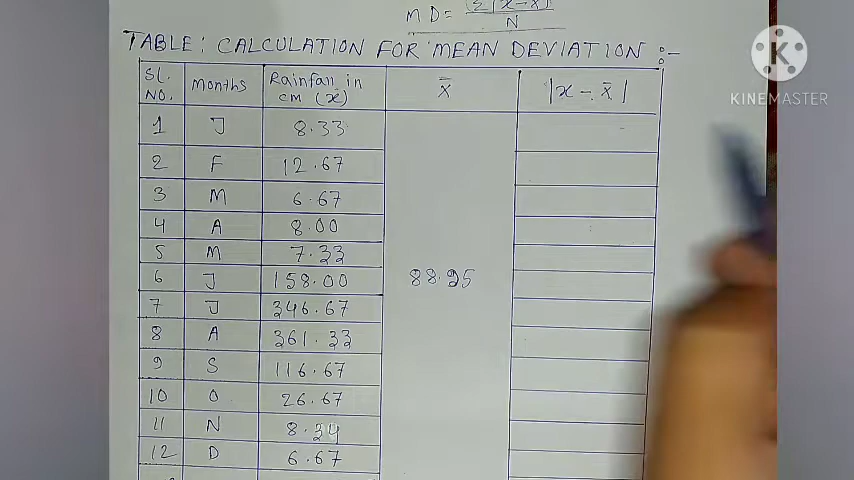 MD = Σ|x-x̄|
N
TABLE: CALCULATION FOR MEAN DEVIATION :-
SL. NO. Months Rainfall in cm (x) x̄ |x - x̄|
1 J 8.33
2 F 12.67
3 M 6.67
4 A 8.00
5 M 7.33
6 J 158.00 88.95
7 J 346.67
8 A 361.33
9 S 116.67
10 O 26.67
11 N 8.34
12 D 6.67
K
KINEMASTER